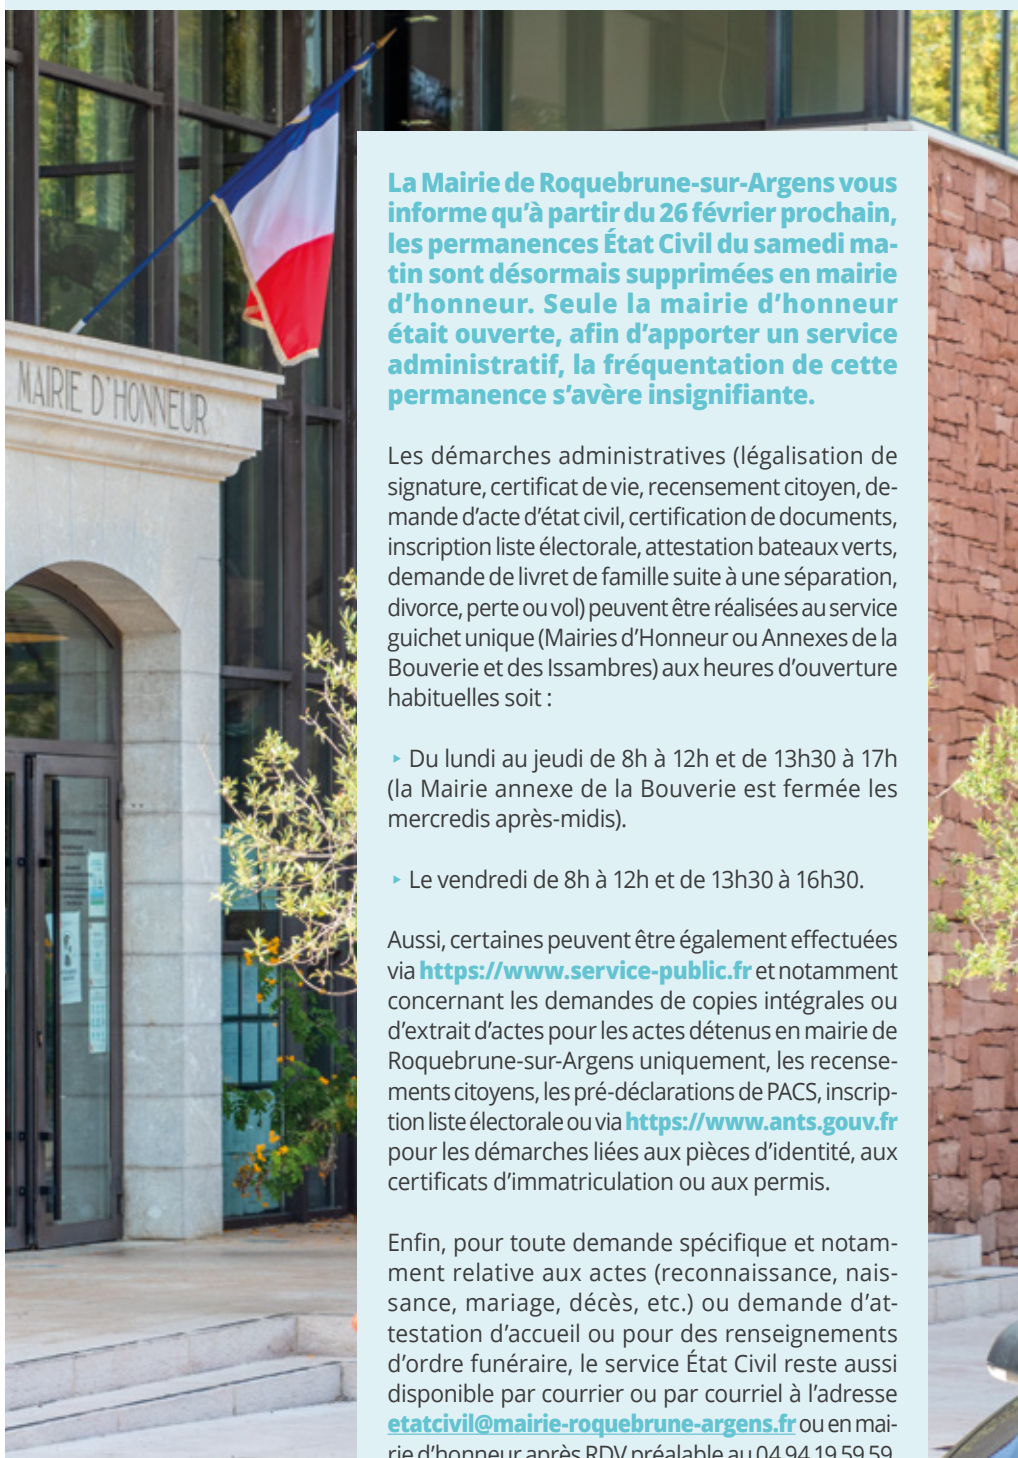 MAIRIE D'HONNEUR
La Mairie de Roquebrune-sur-Argens vous
informe qu'à partir du 26 février prochain,
les permanences État Civil du samedi ma-
tin sont désormais supprimées en mairie
d'honneur. Seule la mairie d'honneur
était ouverte, afin d'apporter un service
administratif, la fréquentation de cette
permanence s'avère insignifiante.
Les démarches administratives (légalisation de
signature, certificat de vie, recensement citoyen, de-
mande d'acte d'état civil, certification de documents,
inscription liste électorale, attestation bateaux verts,
demande de livret de famille suite à une séparation,
divorce, perte ou vol) peuvent être réalisées au service
guichet unique (Mairies d'Honneur ou Annexes de la
Bouverie et des Issambres) aux heures d'ouverture
habituelles soit :
‣ Du lundi au jeudi de 8h à 12h et de 13h30 à 17h
(la Mairie annexe de la Bouverie est fermée les
mercredis après-midis).
‣ Le vendredi de 8h à 12h et de 13h30 à 16h30.
Aussi, certaines peuvent être également effectuées
via https://www.service-public.fr et notamment
concernant les demandes de copies intégrales ou
d'extrait d'actes pour les actes détenus en mairie de
Roquebrune-sur-Argens uniquement, les recense-
ments citoyens, les pré-déclarations de PACS, inscrip-
tion liste électorale ou via https://www.ants.gouv.fr
pour les démarches liées aux pièces d'identité, aux
certificats d'immatriculation ou aux permis.
Enfin, pour toute demande spécifique et notam-
ment relative aux actes (reconnaissance, nais-
sance, mariage, décès, etc.) ou demande d'at-
testation d'accueil ou pour des renseignements
d'ordre funéraire, le service État Civil reste aussi
disponible par courrier ou par courriel à l'adresse
etatcivil@mairie-roquebrune-argens.fr ou en mai-
rie d'honneur après RDV préalable au 04 94 19 59 59.